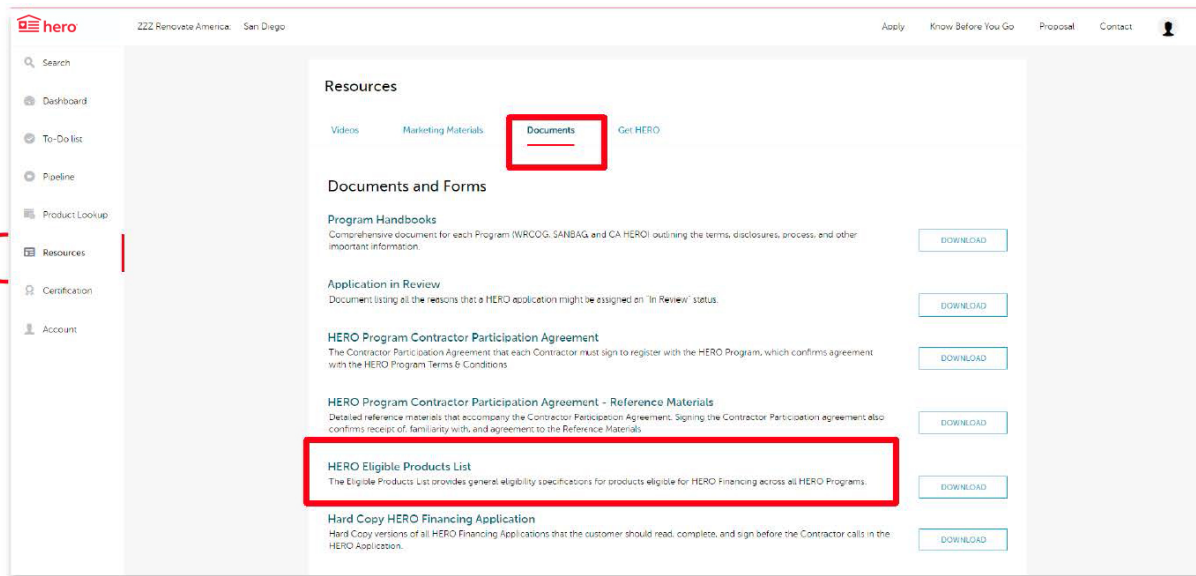 hero
ZZZ Renovate America. San Diego
Apply
Know Before You Go
Proposal
Contact
Search
Dashboard
To-Do list
Pipeline
Product Lookup
Resources
Certification
Account
Resources
Videos
Marketing Materials
Documents
Get HERO
Documents and Forms
Program Handbooks
Comprehensive document for each Program (WRCOG, SANBAG, and CA HERO) outlining the terms, disclosures, process, and other
important information.
DOWNLOAD
Application in Review
Document listing all the reasons that a HERO application might be assigned an "In Review" status.
DOWNLOAD
HERO Program Contractor Participation Agreement
The Contractor Participation Agreement that each Contractor must sign to register with the HERO Program, which confirms agreement
with the HERO Program Terms & Conditions
DOWNLOAD
HERO Program Contractor Participation Agreement - Reference Materials
Detailed reference materials that accompany the Contractor Participation Agreement. Signing the Contractor Participation agreement also
confirms receipt of, familiarity with, and agreement to the Reference Materials
DOWNLOAD
HERO Eligible Products List
The Eligible Products List provides general eligibility specifications for products eligible for HERO Financing across all HERO Programs.
DOWNLOAD
Hard Copy HERO Financing Application
Hard Copy versions of all HERO Financing Applications that the customer should read, complete, and sign before the Contractor calls in the
HERO Application.
DOWNLOAD